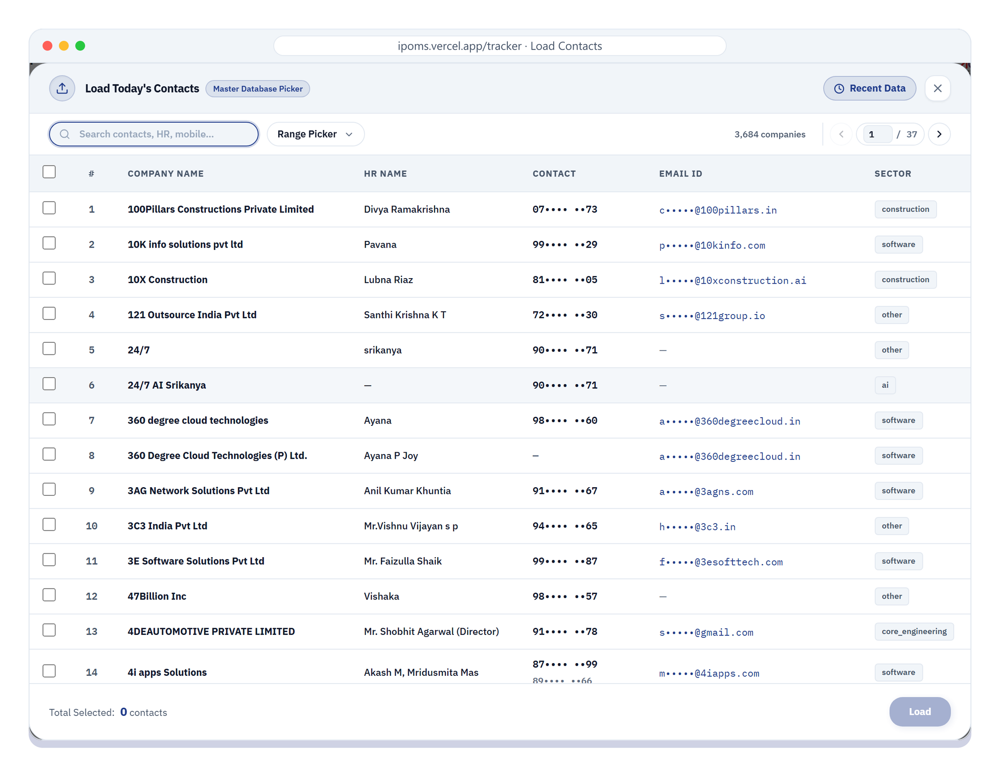 ipoms.vercel.app/tracker · Load Contacts
Load Today's Contacts Master Database Picker Recent Data
Search contacts, HR, mobile... Range Picker 3,684 companies 1 / 37
# COMPANY NAME HR NAME CONTACT EMAIL ID SECTOR
1 100Pillars Constructions Private Limited Divya Ramakrishna 07•••• ••73 c•••••@100pillars.in construction
2 10K info solutions pvt ltd Pavana 99•••• ••29 p•••••@10kinfo.com software
3 10X Construction Lubna Riaz 81•••• ••05 l•••••@10xconstruction.ai construction
4 121 Outsource India Pvt Ltd Santhi Krishna K T 72•••• ••30 s•••••@121group.io other
5 24/7 srikanya 90•••• ••71 — other
6 24/7 AI Srikanya — 90•••• ••71 — ai
7 360 degree cloud technologies Ayana 98•••• ••60 a•••••@360degreecloud.in software
8 360 Degree Cloud Technologies (P) Ltd. Ayana P Joy — a•••••@360degreecloud.in software
9 3AG Network Solutions Pvt Ltd Anil Kumar Khuntia 91•••• ••67 a•••••@3agns.com software
10 3C3 India Pvt Ltd Mr.Vishnu Vijayan s p 94•••• ••65 h•••••@3c3.in other
11 3E Software Solutions Pvt Ltd Mr. Faizulla Shaik 99•••• ••87 f•••••@3esofttech.com software
12 47Billion Inc Vishaka 98•••• ••57 — other
13 4DEAUTOMOTIVE PRIVATE LIMITED Mr. Shobhit Agarwal (Director) 91•••• ••78 s•••••@gmail.com core_engineering
14 4i apps Solutions Akash M, Mridusmita Mas 87•••• ••99 m•••••@4iapps.com software
89•••• ••66
Total Selected: 0 contacts Load